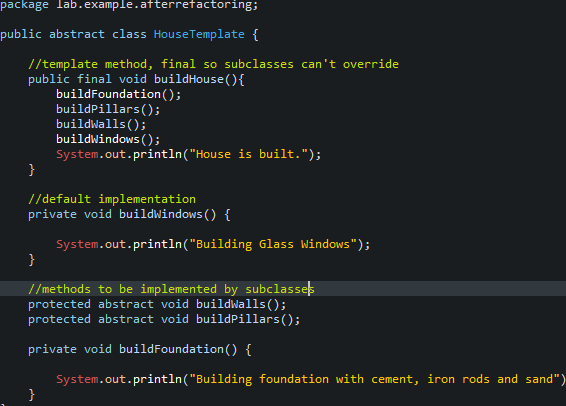 package lab.example.afterrefactoring;
public abstract class HouseTemplate {
//template method, final so subclasses can't override
public final void buildHouse(){
buildFoundation();
buildPillars();
buildWalls();
buildWindows();
System.out.println("House is built.");
}
//default implementation
private void buildWindows() {
System.out.println("Building Glass Windows");
}
//methods to be implemented by subclasses
protected abstract void buildWalls();
protected abstract void buildPillars();
private void buildFoundation() {
System.out.println("Building foundation with cement, iron rods and sand")
}